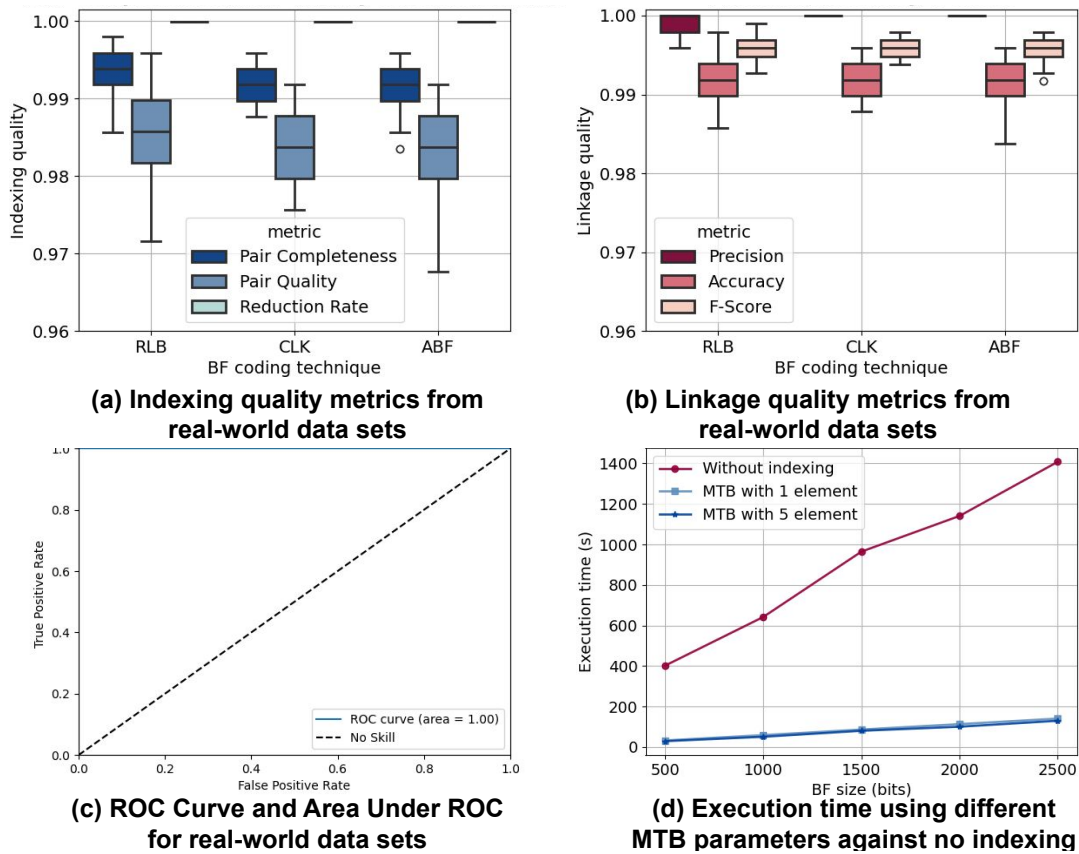 1.00
0.99
0.98
0.97
0.96
Indexing quality
metric
Pair Completeness
Pair Quality
Reduction Rate
RLB
CLK
ABF
BF coding technique
(a) Indexing quality metrics from
real-world data sets
1.00
0.99
0.98
0.97
0.96
Linkage quality
metric
Precision
Accuracy
F-Score
RLB
CLK
ABF
BF coding technique
(b) Linkage quality metrics from
real-world data sets
1.0
0.8
0.6
0.4
0.2
0.0
True Positive Rate
ROC curve (area = 1.00)
No Skill
0.0
0.2
0.4
0.6
0.8
1.0
False Positive Rate
(c) ROC Curve and Area Under ROC
for real-world data sets
1400
1200
1000
800
600
400
200
0
Execution time (s)
Without indexing
MTB with 1 element
MTB with 5 element
500
1000
1500
2000
2500
BF size (bits)
(d) Execution time using different
MTB parameters against no indexing